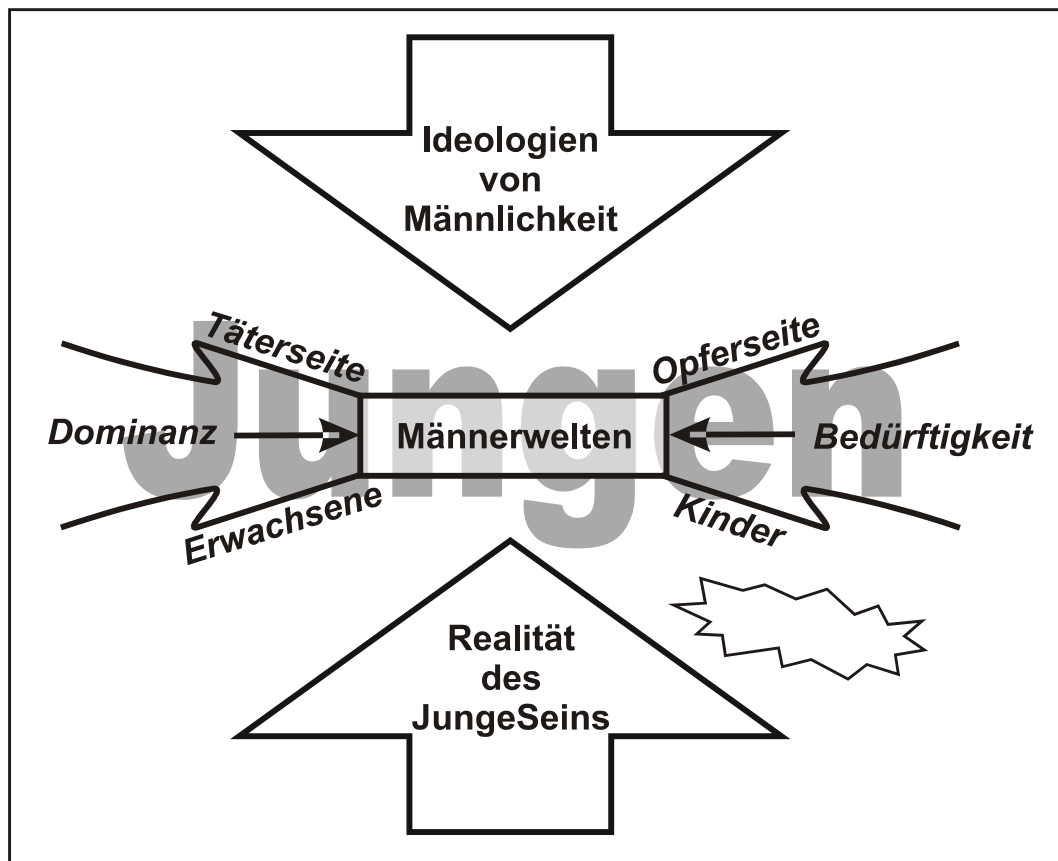 Ideologien
von
Männlichkeit
Täterseite
Opferseite
Jungen
Dominanz
Männerwelten
Bedürftigkeit
Erwachsene
Kinder
Realität
des
JungeSeins